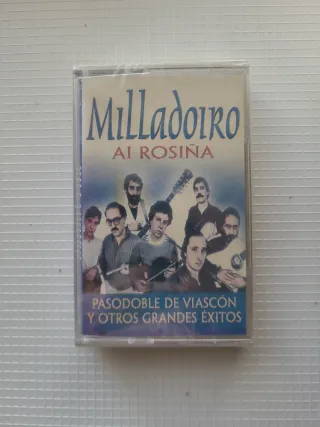 Milladoiro
AI ROSIÑA
PASODOBLE DE VIASCÓN
Y OTROS GRANDES ÉXITOS